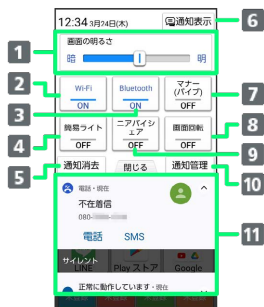 12:34 3月24日(木)
通知表示
6
画面の明るさ
1
暗 明
2
Wi-Fi
ON
Bluetooth
ON
マナー
(バイブ)
OFF
7
3
4
簡易ライト
OFF
ニアバイシ
ェア
OFF
画面回転
OFF
8
9
5
通知消去
閉じる
通知管理
10
電話・現在
不在着信
080-
電話 SMS
11
サイレント
LINE Play ストア Google
正常に動作しています・現在